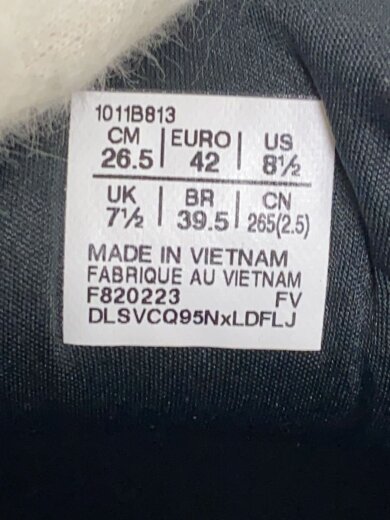 1011B813
CM | EURO | US
26.5 | 42 | 8½
UK | BR | CN
7½ | 39.5 | 265(2.5)
MADE IN VIETNAM
FABRIQUE AU VIETNAM
F820223 FV
DLSVCQ95NxLDFLJ